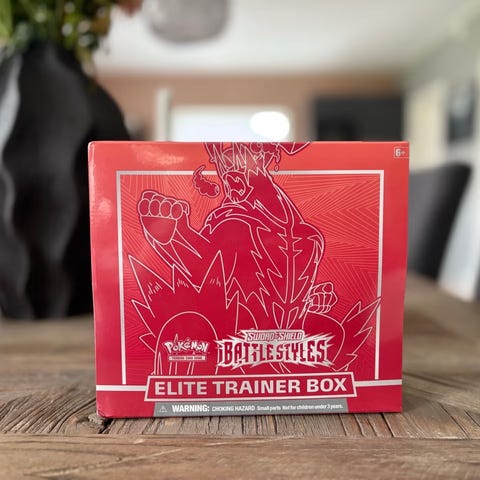 6+
Pokémon
TRADING CARD GAME
SWORD & SHIELD
BATTLE STYLES
ELITE TRAINER BOX
⚠ WARNING: CHOKING HAZARD Small parts Not for children under 3 years.